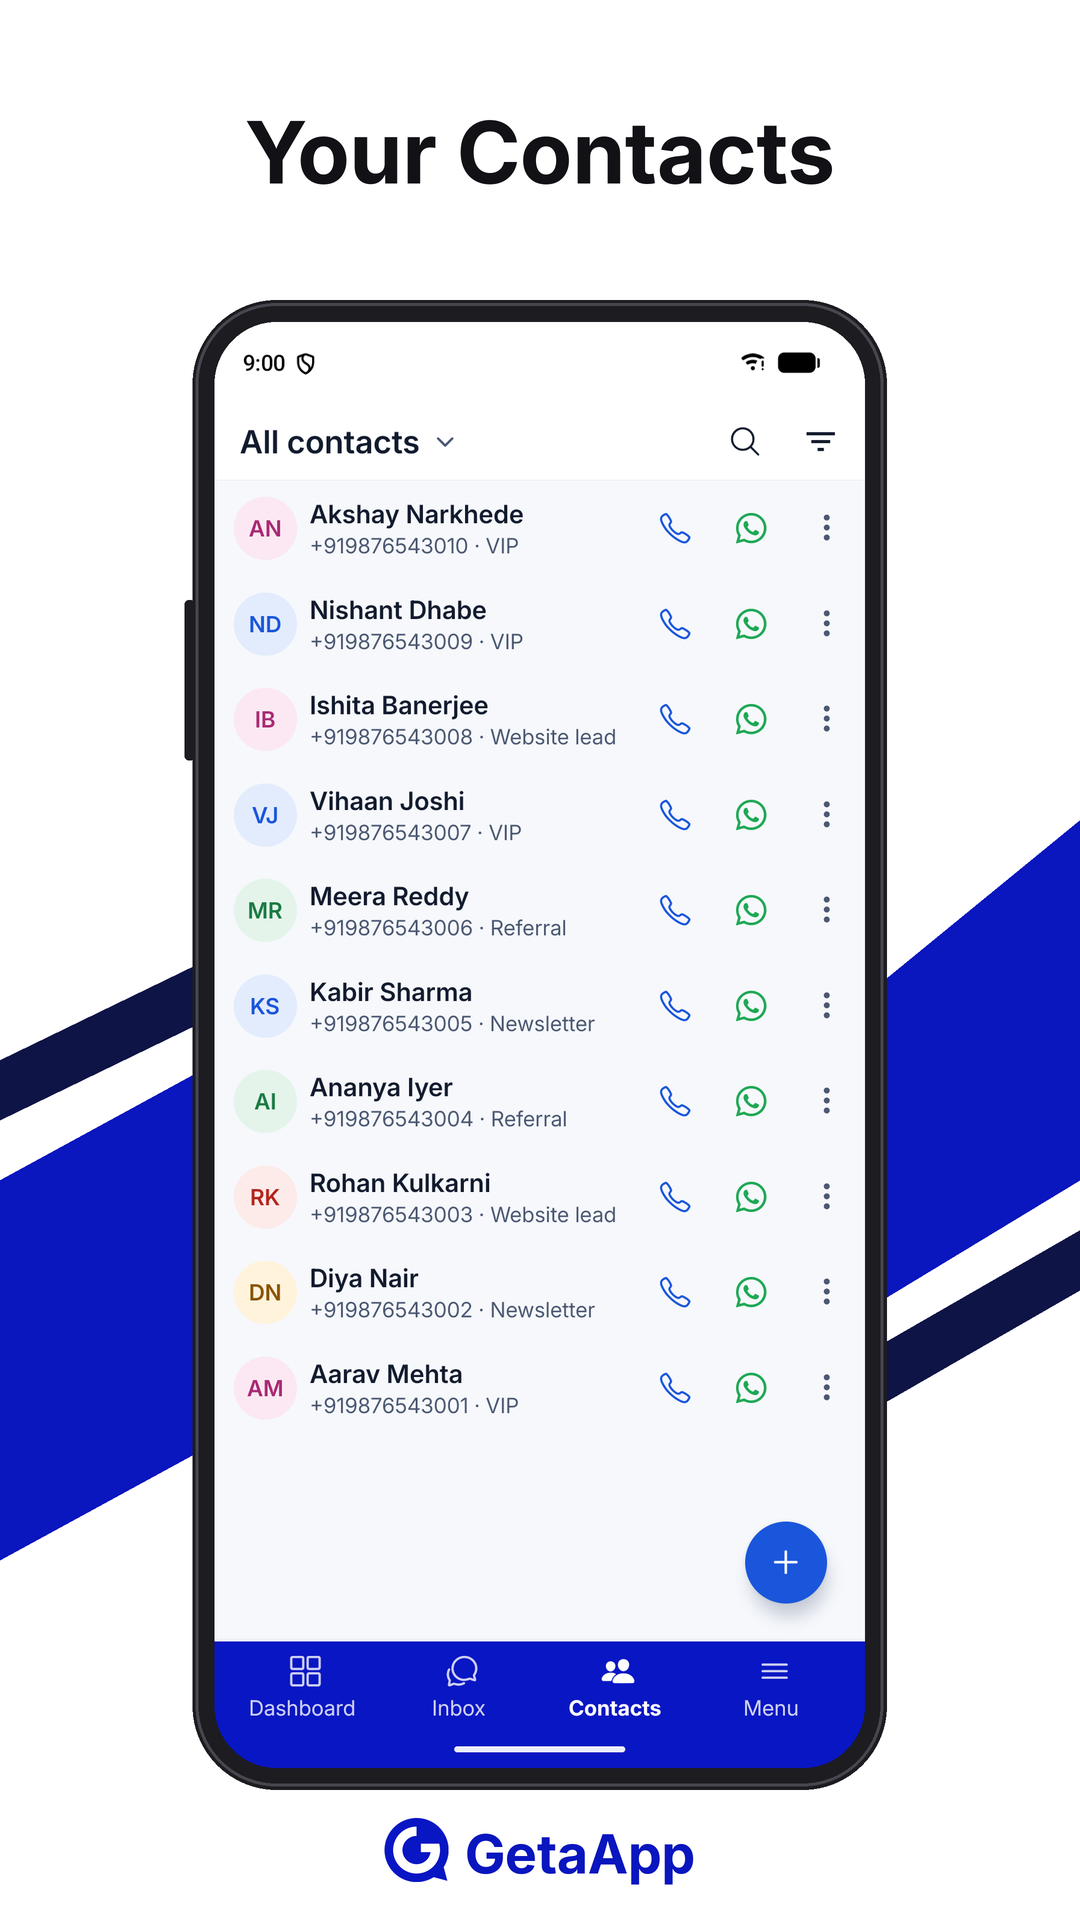 Your Contacts
9:00
All contacts
AN
Akshay Narkhede
+919876543010 · VIP
ND
Nishant Dhabe
+919876543009 · VIP
IB
Ishita Banerjee
+919876543008 · Website lead
VJ
Vihaan Joshi
+919876543007 · VIP
MR
Meera Reddy
+919876543006 · Referral
KS
Kabir Sharma
+919876543005 · Newsletter
AI
Ananya Iyer
+919876543004 · Referral
RK
Rohan Kulkarni
+919876543003 · Website lead
DN
Diya Nair
+919876543002 · Newsletter
AM
Aarav Mehta
+919876543001 · VIP
Dashboard Inbox Contacts Menu
GetaApp